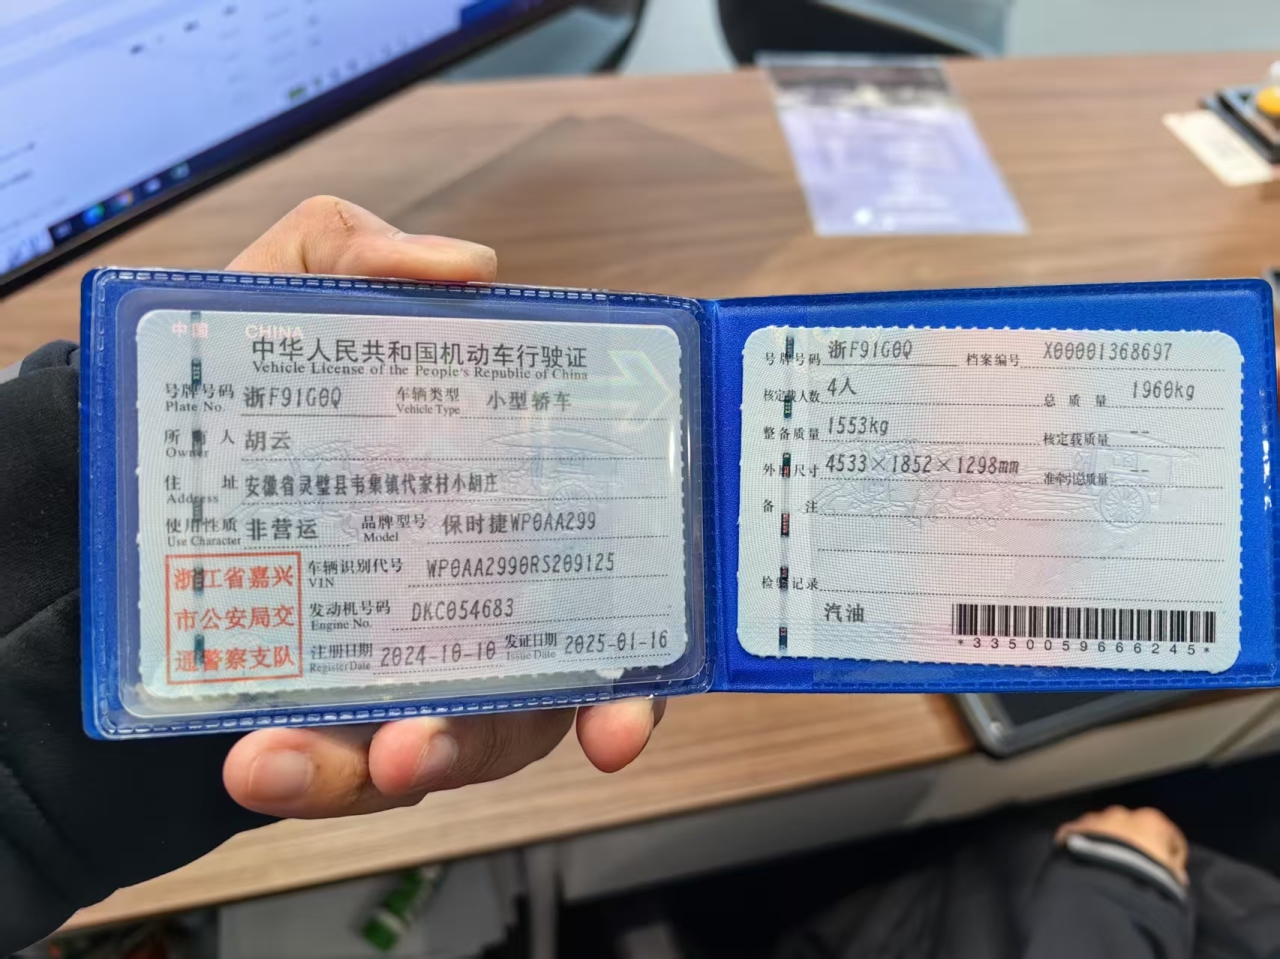 中国 CHINA
中华人民共和国机动车行驶证
Vehicle License of the People's Republic of China
号牌号码 浙F91G0Q 车辆类型 小型轿车
Plate No. Vehicle Type
所有人 胡云
Owner
住址 安徽省灵璧县韦集镇代家村小胡庄
Address
使用性质 非营运 品牌型号 保时捷WP0AA299
Use Character Model
浙江省嘉兴
市公安局交
通警察支队
车辆识别代号 WP0AA2990RS209125
VIN
发动机号码 DKC054683
Engine No.
注册日期 2024-10-10 发证日期 2025-01-16
Register Date Issue Date
号牌号码 浙F91G0Q 档案编号 X00001368697
核定载人数 4人 总质量 1960kg
整备质量 1553kg 核定载质量 --
外廓尺寸 4533×1852×1298mm 准牵引总质量 --
备注
检验记录
汽油
*3350059666245*